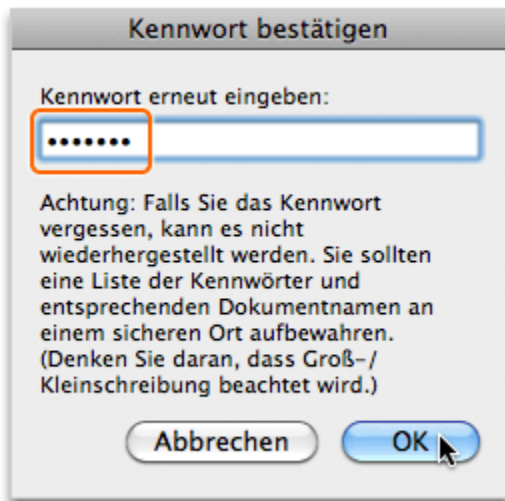 Kennwort bestätigen
Kennwort erneut eingeben:
•••••••
Achtung: Falls Sie das Kennwort
vergessen, kann es nicht
wiederhergestellt werden. Sie sollten
eine Liste der Kennwörter und
entsprechenden Dokumentnamen an
einem sicheren Ort aufbewahren.
(Denken Sie daran, dass Groß-/
Kleinschreibung beachtet wird.)
Abbrechen
OK